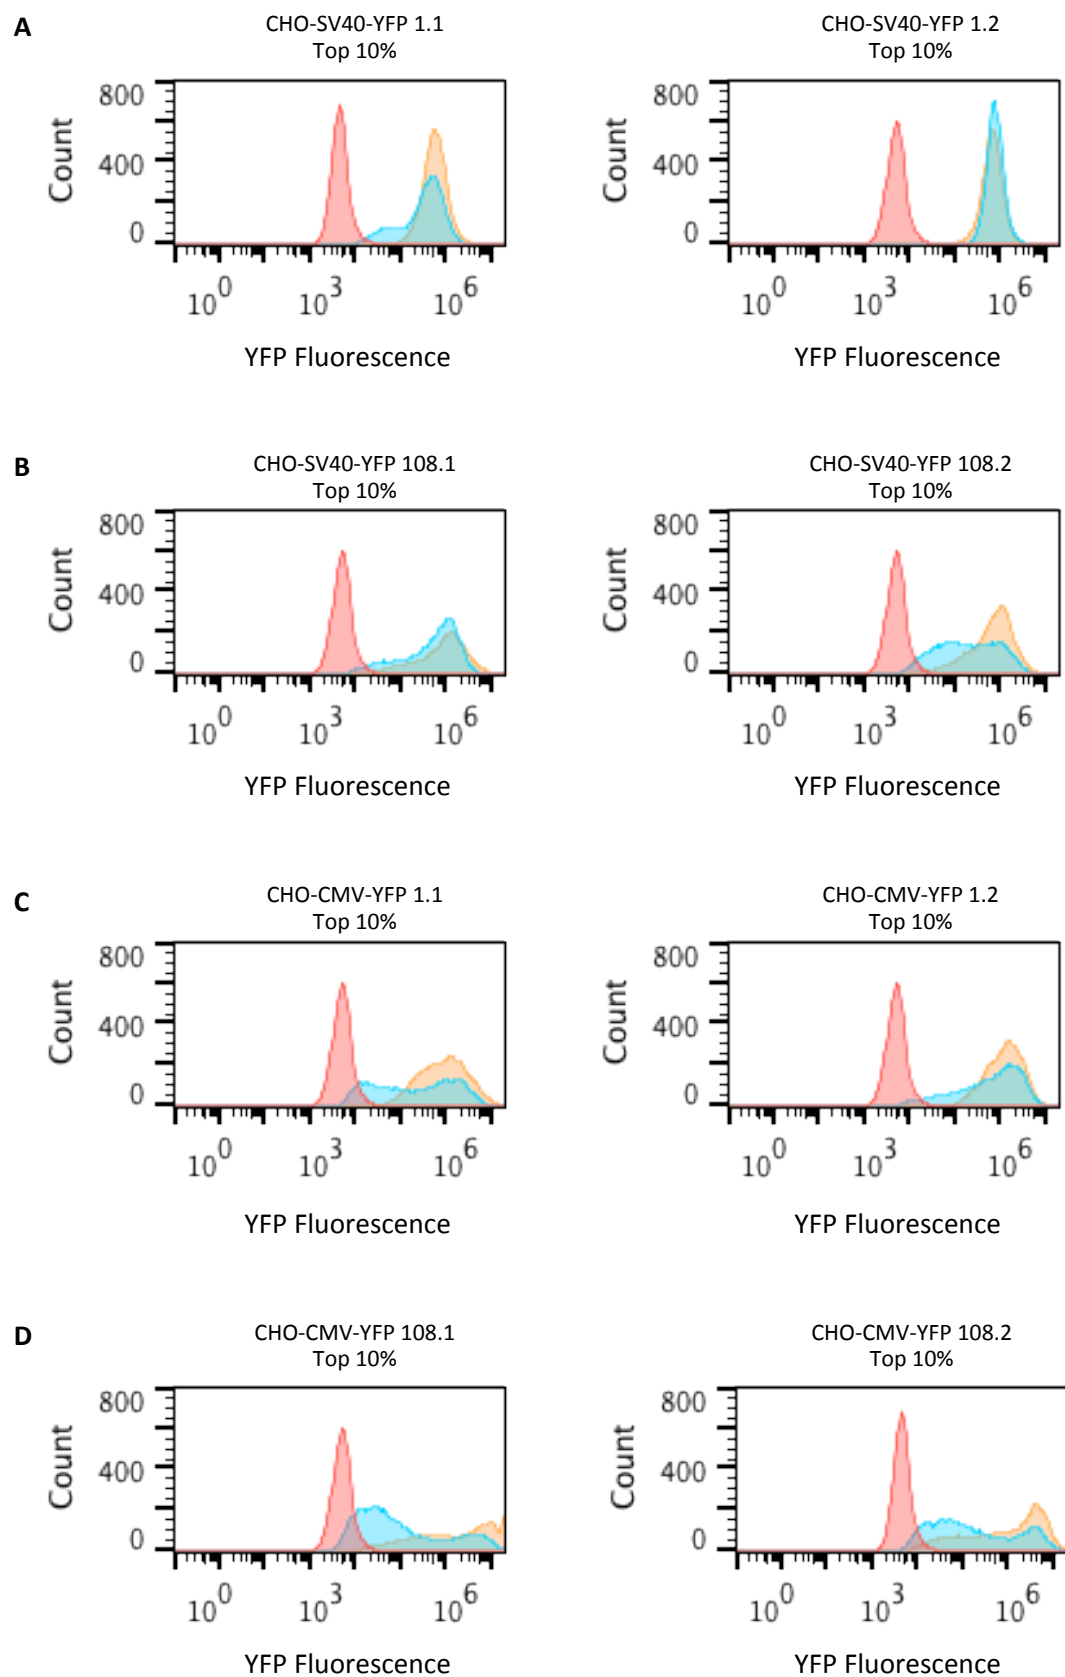 A
CHO-SV40-YFP 1.1
Top 10%
Count
800
400
0
10^0 10^3 10^6
YFP Fluorescence
CHO-SV40-YFP 1.2
Top 10%
Count
800
400
0
10^0 10^3 10^6
YFP Fluorescence
B
CHO-SV40-YFP 108.1
Top 10%
Count
800
400
0
10^0 10^3 10^6
YFP Fluorescence
CHO-SV40-YFP 108.2
Top 10%
Count
800
400
0
10^0 10^3 10^6
YFP Fluorescence
C
CHO-CMV-YFP 1.1
Top 10%
Count
800
400
0
10^0 10^3 10^6
YFP Fluorescence
CHO-CMV-YFP 1.2
Top 10%
Count
800
400
0
10^0 10^3 10^6
YFP Fluorescence
D
CHO-CMV-YFP 108.1
Top 10%
Count
800
400
0
10^0 10^3 10^6
YFP Fluorescence
CHO-CMV-YFP 108.2
Top 10%
Count
800
400
0
10^0 10^3 10^6
YFP Fluorescence